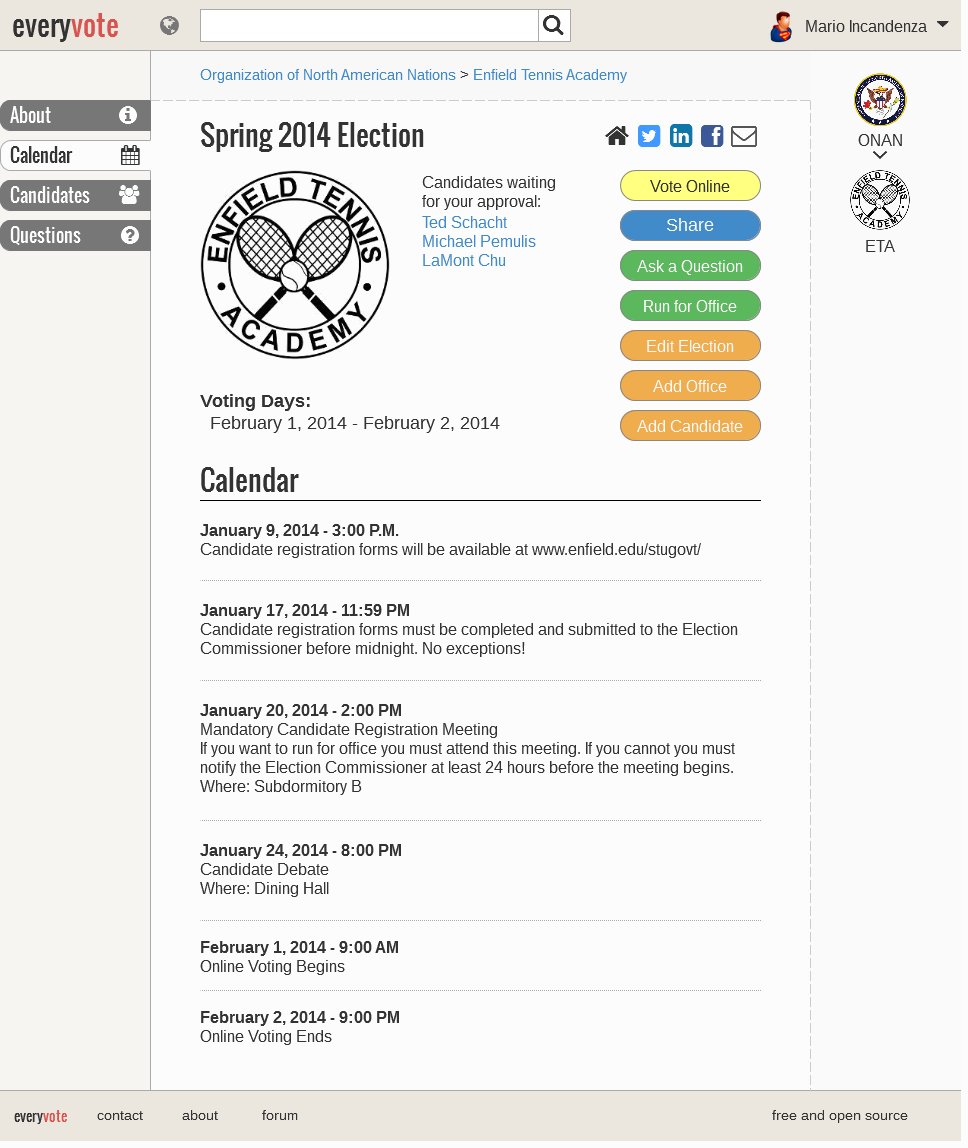 everyvote
Mario Incandenza
Organization of North American Nations > Enfield Tennis Academy
About
Calendar
Candidates
Questions
Spring 2014 Election
ENFIELD TENNIS
ACADEMY
Candidates waiting
for your approval:
Ted Schacht
Michael Pemulis
LaMont Chu
Vote Online
Share
Ask a Question
Run for Office
Edit Election
Add Office
Add Candidate
Voting Days:
February 1, 2014 - February 2, 2014
Calendar
January 9, 2014 - 3:00 P.M.
Candidate registration forms will be available at www.enfield.edu/stugovt/
January 17, 2014 - 11:59 PM
Candidate registration forms must be completed and submitted to the Election
Commissioner before midnight. No exceptions!
January 20, 2014 - 2:00 PM
Mandatory Candidate Registration Meeting
If you want to run for office you must attend this meeting. If you cannot you must
notify the Election Commissioner at least 24 hours before the meeting begins.
Where: Subdormitory B
January 24, 2014 - 8:00 PM
Candidate Debate
Where: Dining Hall
February 1, 2014 - 9:00 AM
Online Voting Begins
February 2, 2014 - 9:00 PM
Online Voting Ends
ONAN
ENFIELD TENNIS
ACADEMY
ETA
everyvote
contact
about
forum
free and open source